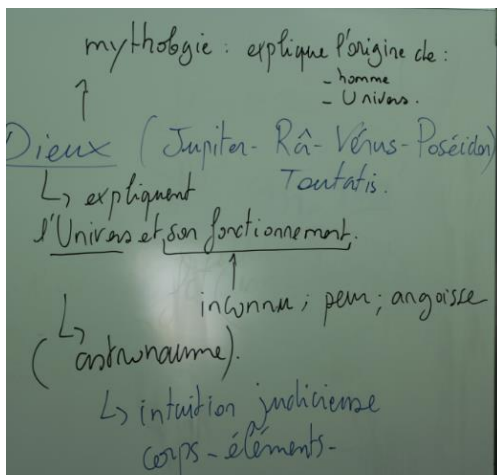 mythologie : explique l'origine de :
- homme
- Univers.
↑
Dieux (Jupiter - Râ - Vénus - Poséidon)
Toutatis.
↳ expliquent
l'Univers et son fonctionnement.
↑
inconnu ; peur ; angoisse
↳
(astronaume).
↳ intuition judicieuse
corps - éléments -